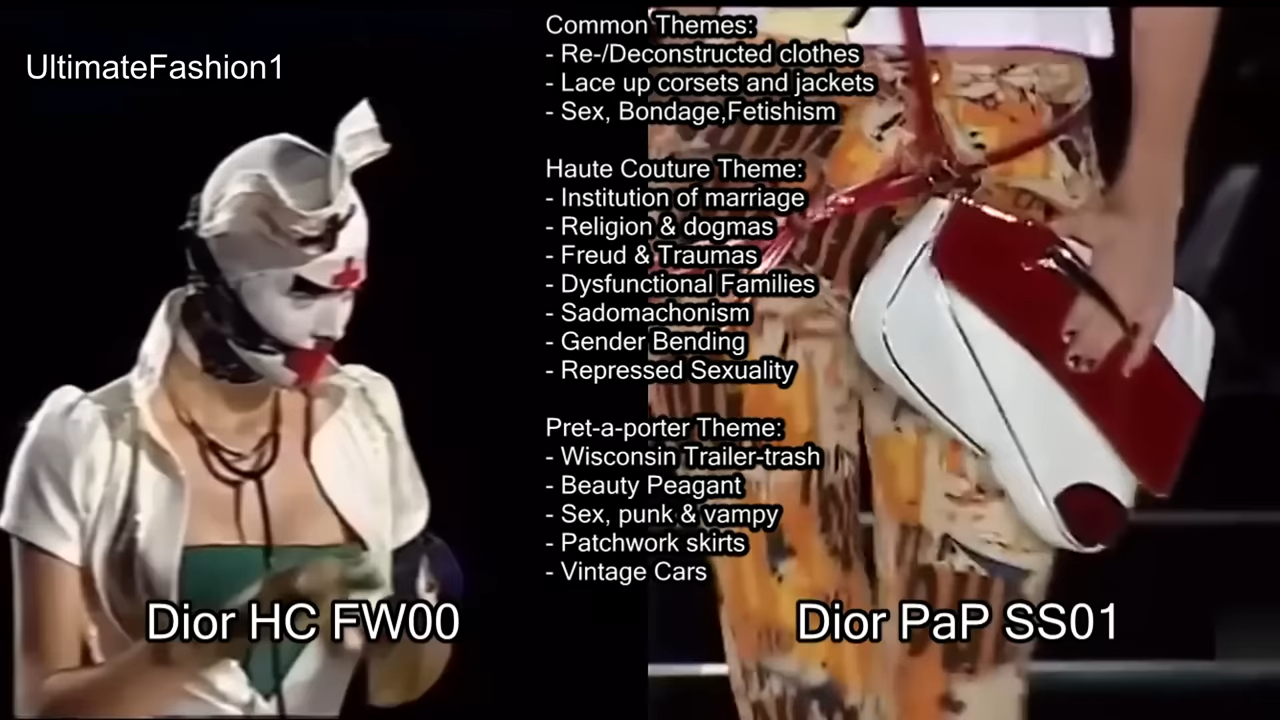 UltimateFashion1
Common Themes:
- Re-/Deconstructed clothes
- Lace up corsets and jackets
- Sex, Bondage,Fetishism
Haute Couture Theme:
- Institution of marriage
- Religion & dogmas
- Freud & Traumas
- Dysfunctional Families
- Sadomachonism
- Gender Bending
- Repressed Sexuality
Pret-a-porter Theme:
- Wisconsin Trailer-trash
- Beauty Peagant
- Sex, punk & vampy
- Patchwork skirts
- Vintage Cars
Dior HC FW00
Dior PaP SS01